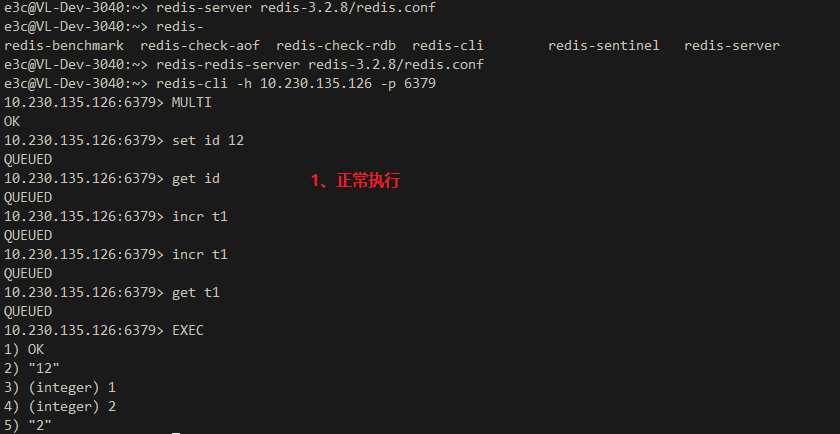 e3c@VL-Dev-3040:~> redis-server redis-3.2.8/redis.conf
e3c@VL-Dev-3040:~> redis-
redis-benchmark  redis-check-aof  redis-check-rdb  redis-cli        redis-sentinel   redis-server
e3c@VL-Dev-3040:~> redis-redis-server redis-3.2.8/redis.conf
e3c@VL-Dev-3040:~> redis-cli -h 10.230.135.126 -p 6379
10.230.135.126:6379> MULTI
OK
10.230.135.126:6379> set id 12
QUEUED
10.230.135.126:6379> get id
1、正常执行
QUEUED
10.230.135.126:6379> incr t1
QUEUED
10.230.135.126:6379> incr t1
QUEUED
10.230.135.126:6379> get t1
QUEUED
10.230.135.126:6379> EXEC
1) OK
2) "12"
3) (integer) 1
4) (integer) 2
5) "2"